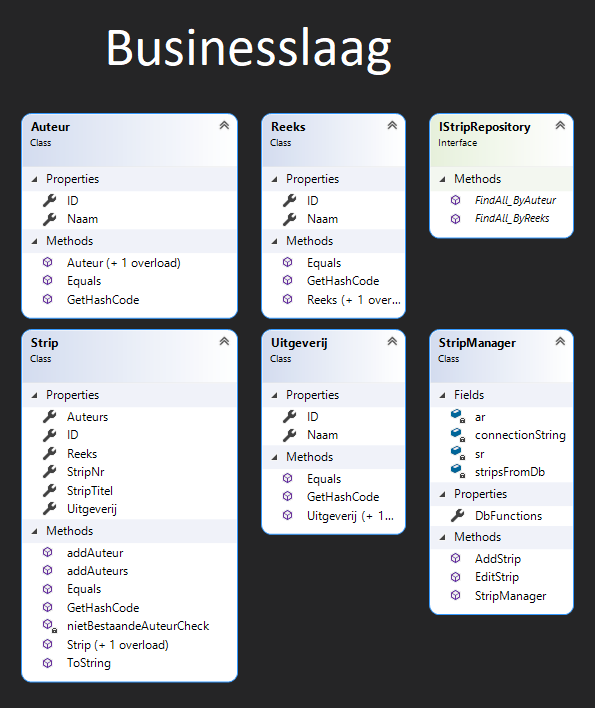 Businesslaag
Auteur
Class
Properties
ID
Naam
Methods
Auteur (+ 1 overload)
Equals
GetHashCode
Reeks
Class
Properties
ID
Naam
Methods
Equals
GetHashCode
Reeks (+ 1 over...
IStripRepository
Interface
Methods
FindAll_ByAuteur
FindAll_ByReeks
Strip
Class
Properties
Auteurs
ID
Reeks
StripNr
StripTitel
Uitgeverij
Methods
addAuteur
addAuteurs
Equals
GetHashCode
nietBestaandeAuteurCheck
Strip (+ 1 overload)
ToString
Uitgeverij
Class
Properties
ID
Naam
Methods
Equals
GetHashCode
Uitgeverij (+ 1...
StripManager
Class
Fields
ar
connectionString
sr
stripsFromDb
Properties
DbFunctions
Methods
AddStrip
EditStrip
StripManager